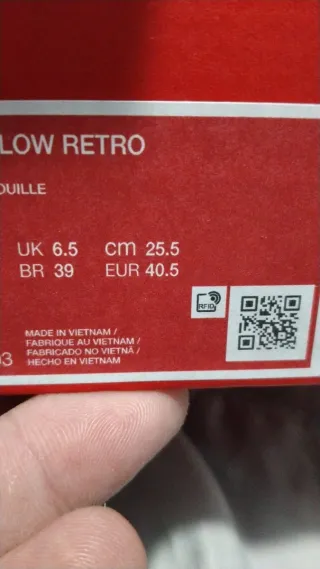 LOW RETRO
OUILLE
UK 6.5 cm 25.5
BR 39 EUR 40.5
RFID
MADE IN VIETNAM /
FABRIQUE AU VIETNAM /
FABRICADO NO VIETNÃ /
HECHO EN VIETNAM
03